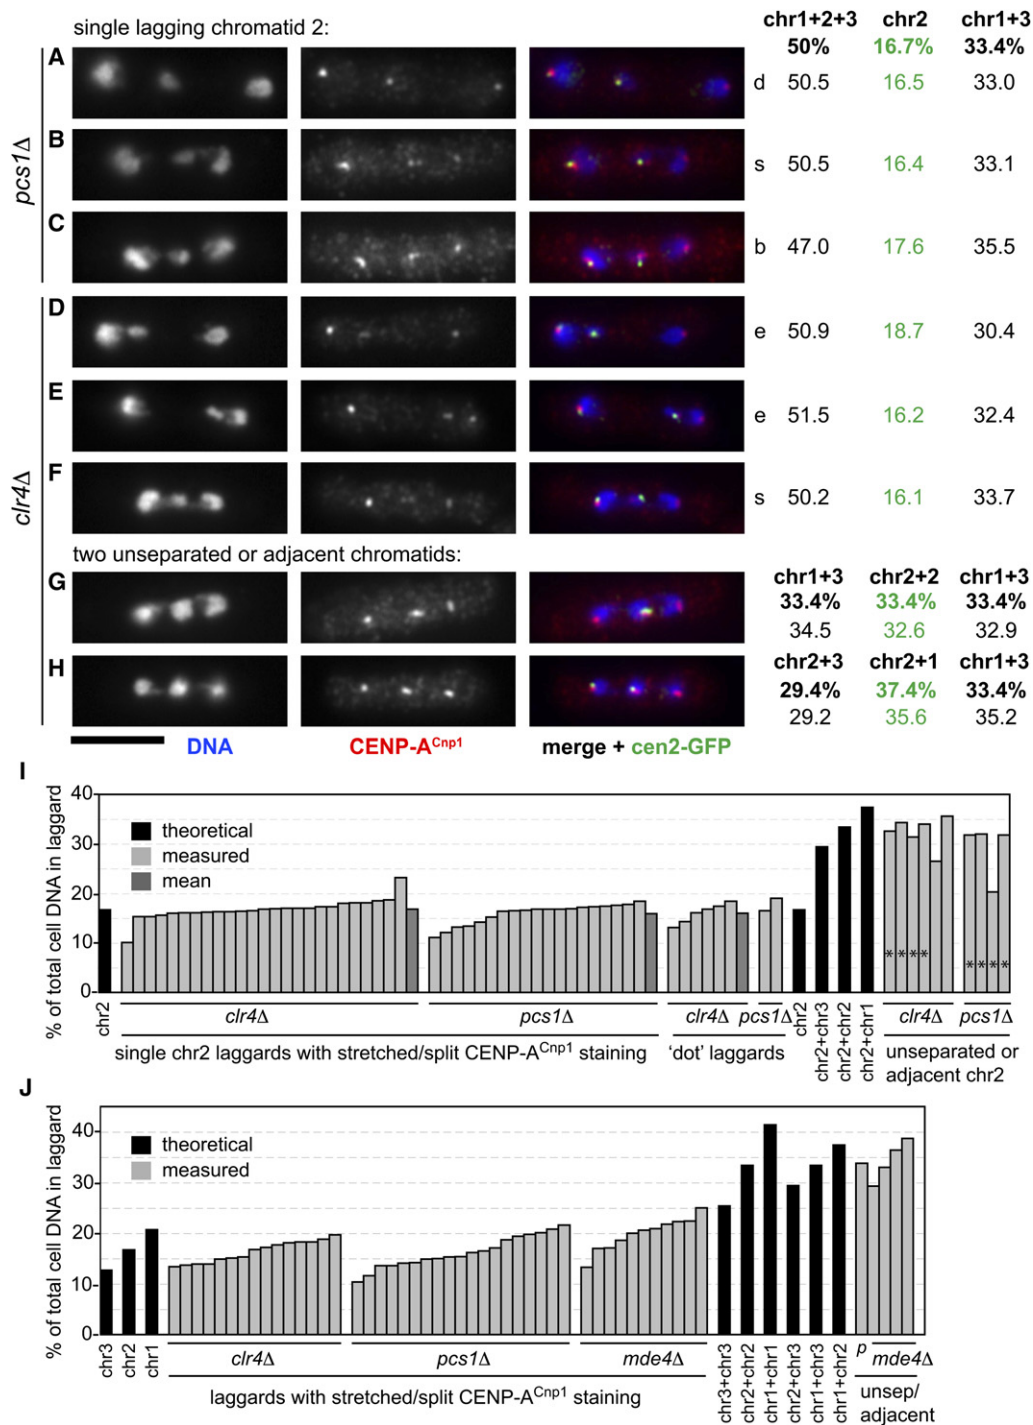 single lagging chromatid 2:
chr1+2+3 chr2 chr1+3
50% 16.7% 33.4%
A d 50.5 16.5 33.0
B s 50.5 16.4 33.1
C b 47.0 17.6 35.5
pcs1Δ
D e 50.9 18.7 30.4
E e 51.5 16.2 32.4
F s 50.2 16.1 33.7
clr4Δ
two unseparated or adjacent chromatids:
G chr1+3 chr2+2 chr1+3
33.4% 33.4% 33.4%
34.5 32.6 32.9
H chr2+3 chr2+1 chr1+3
29.4% 37.4% 33.4%
29.2 35.6 35.2
DNA CENP-ACnp1 merge + cen2-GFP
I
% of total cell DNA in laggard
40
30
20
10
0
theoretical
measured
mean
* * * * * * * *
chr2 clr4Δ pcs1Δ clr4Δ pcs1Δ chr2 chr2+chr3 chr2+chr2 chr2+chr1 clr4Δ pcs1Δ
single chr2 laggards with stretched/split CENP-ACnp1 staining 'dot' laggards unseparated or
adjacent chr2
J
% of total cell DNA in laggard
40
30
20
10
0
theoretical
measured
chr3 chr2 chr1 clr4Δ pcs1Δ mde4Δ chr3+chr3 chr2+chr2 chr1+chr1 chr2+chr3 chr1+chr3 chr1+chr2 p mde4Δ
laggards with stretched/split CENP-ACnp1 staining unsep/
adjacent